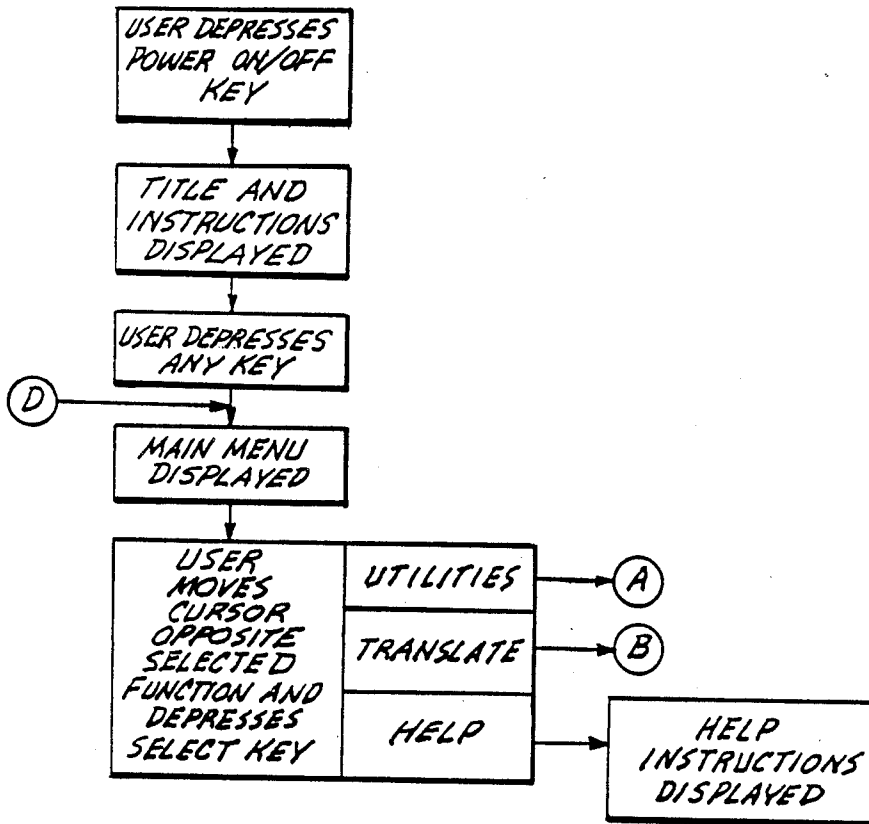 USER DEPRESSES
POWER ON/OFF
KEY
TITLE AND
INSTRUCTIONS
DISPLAYED
USER DEPRESSES
ANY KEY
D
MAIN MENU
DISPLAYED
USER
MOVES
CURSOR
OPPOSITE
SELECTED
FUNCTION AND
DEPRESSES
SELECT KEY
UTILITIES
A
TRANSLATE
B
HELP
HELP
INSTRUCTIONS
DISPLAYED